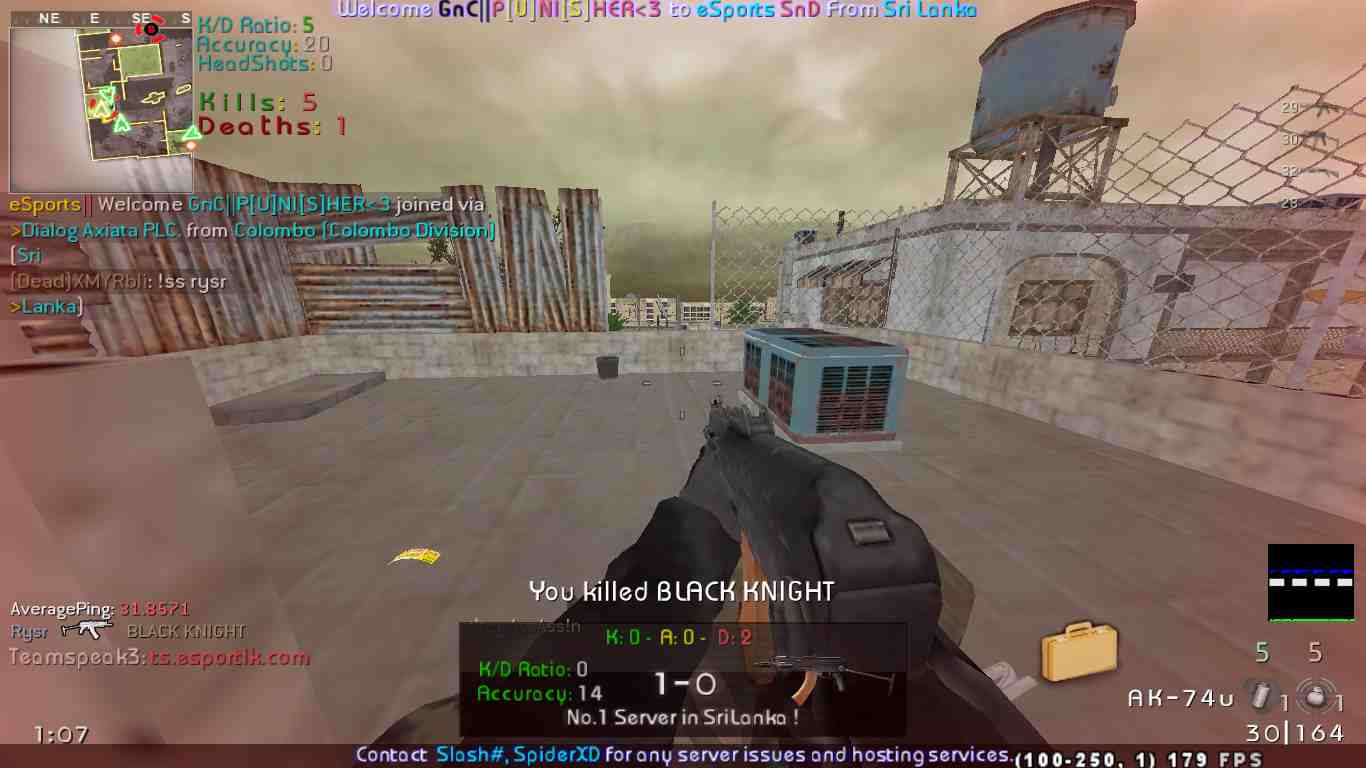 Welcome GnC||P[U]NI[S]HER<3 to eSports SnD From Sri Lanka
NE E SE S
K/D Ratio: 5
Accuracy: 20
HeadShots: 0
Kills: 5
Deaths: 1
29
30
eSports|| Welcome GnC||P[U]NI[S]HER<3 joined via
>Dialog Axiata PLC. from Colombo [Colombo Division]
[Sri
[Dead]XMYRbli: !ss rysr
>Lanka]
You killed BLACK KNIGHT
AveragePing: 31.8571
Rysr BLACK KNIGHT
Teamspeak3: ts.esportlk.com
K: 0 - A: 0 - D: 2
K/D Ratio: 0
Accuracy: 14
1-0
No.1 Server in SriLanka !
5 5
AK-74u 1 1
30|164
1:07
Contact Slash#, SpiderXD for any server issues and hosting services.
(100-250, 1) 179 FPS